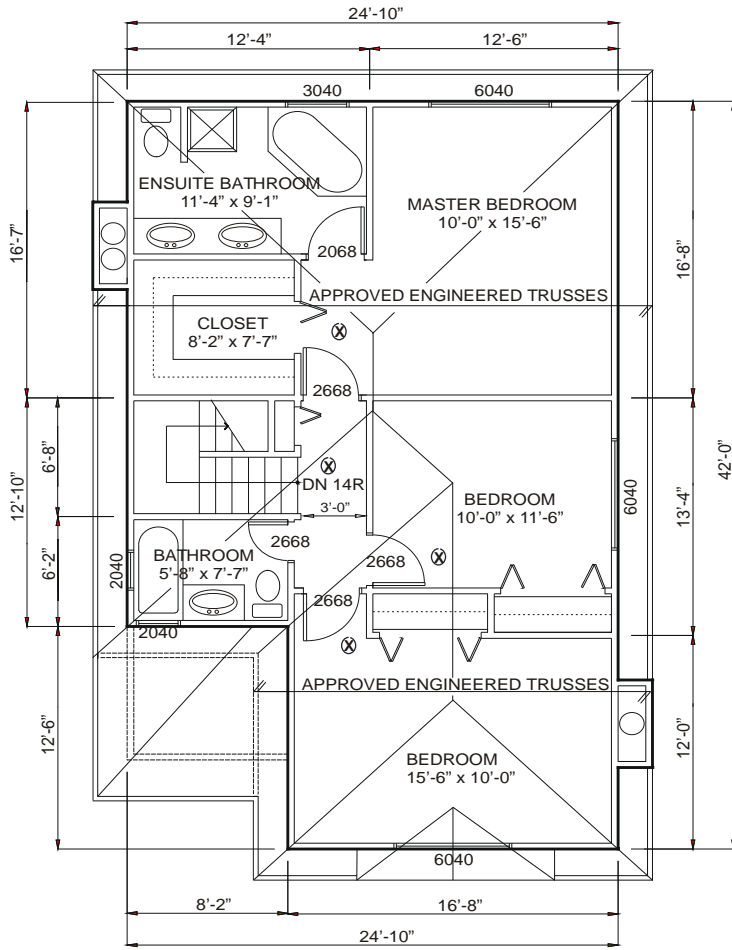 24'-10"
12'-4" 12'-6"
3040 6040
ENSUITE BATHROOM
11'-4" x 9'-1"
MASTER BEDROOM
10'-0" x 15'-6"
16'-7"
16'-8"
2068
APPROVED ENGINEERED TRUSSES
CLOSET
8'-2" x 7'-7"
X
2668
42'-0"
12'-10"
6'-8"
13'-4"
X
DN 14R
3'-0"
BEDROOM
10'-0" x 11'-6"
6040
6'-2"
2040
BATHROOM
5'-8" x 7'-7"
2668
2668
X
2668
2040
X
APPROVED ENGINEERED TRUSSES
12'-6"
12'-0"
BEDROOM
15'-6" x 10'-0"
6040
8'-2" 16'-8"
24'-10"